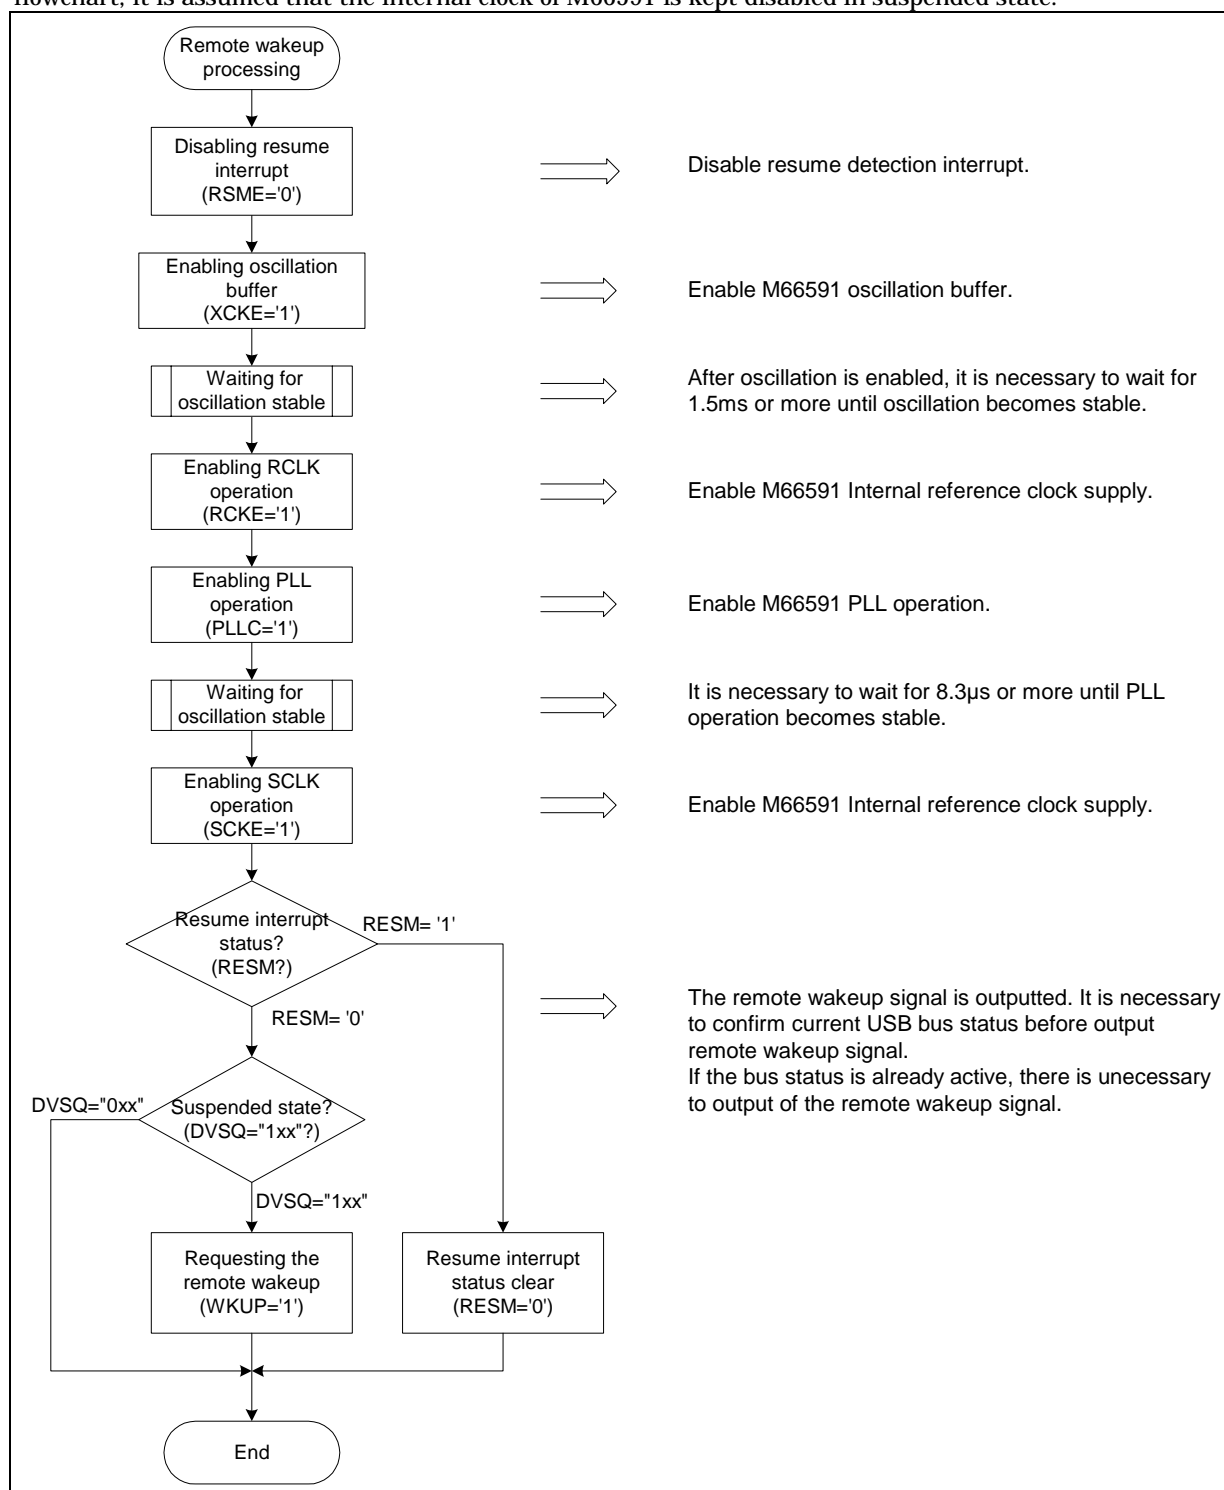 flowchart, it is assumed that the internal clock of M66591 is kept disabled in suspended state.
Remote wakeup
processing
Disabling resume
interrupt
(RSME='0')
Disable resume detection interrupt.
Enabling oscillation
buffer
(XCKE='1')
Enable M66591 oscillation buffer.
Waiting for
oscillation stable
After oscillation is enabled, it is necessary to wait for
1.5ms or more until oscillation becomes stable.
Enabling RCLK
operation
(RCKE='1')
Enable M66591 Internal reference clock supply.
Enabling PLL
operation
(PLLC='1')
Enable M66591 PLL operation.
Waiting for
oscillation stable
It is necessary to wait for 8.3µs or more until PLL
operation becomes stable.
Enabling SCLK
operation
(SCKE='1')
Enable M66591 Internal reference clock supply.
Resume interrupt
status?
(RESM?)
RESM= '1'
RESM= '0'
The remote wakeup signal is outputted. It is necessary
to confirm current USB bus status before output
remote wakeup signal.
If the bus status is already active, there is unecessary
to output of the remote wakeup signal.
DVSQ="0xx"
Suspended state?
(DVSQ="1xx"?)
DVSQ="1xx"
Requesting the
remote wakeup
(WKUP='1')
Resume interrupt
status clear
(RESM='0')
End